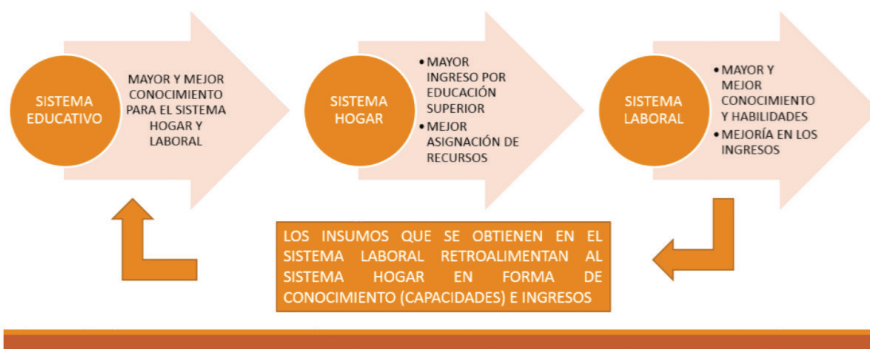 SISTEMA
EDUCATIVO
MAYOR Y MEJOR
CONOCIMIENTO
PARA EL SISTEMA
HOGAR Y
LABORAL
SISTEMA
HOGAR
• MAYOR
INGRESO POR
EDUCACIÓN
SUPERIOR
• MEJOR
ASIGNACIÓN DE
RECURSOS
SISTEMA
LABORAL
• MAYOR Y
MEJOR
CONOCIMIENTO
Y HABILIDADES
• MEJORÍA EN LOS
INGRESOS
LOS INSUMOS QUE SE OBTIENEN EN EL
SISTEMA LABORAL RETROALIMENTAN AL
SISTEMA HOGAR EN FORMA DE
CONOCIMIENTO (CAPACIDADES) E INGRESOS